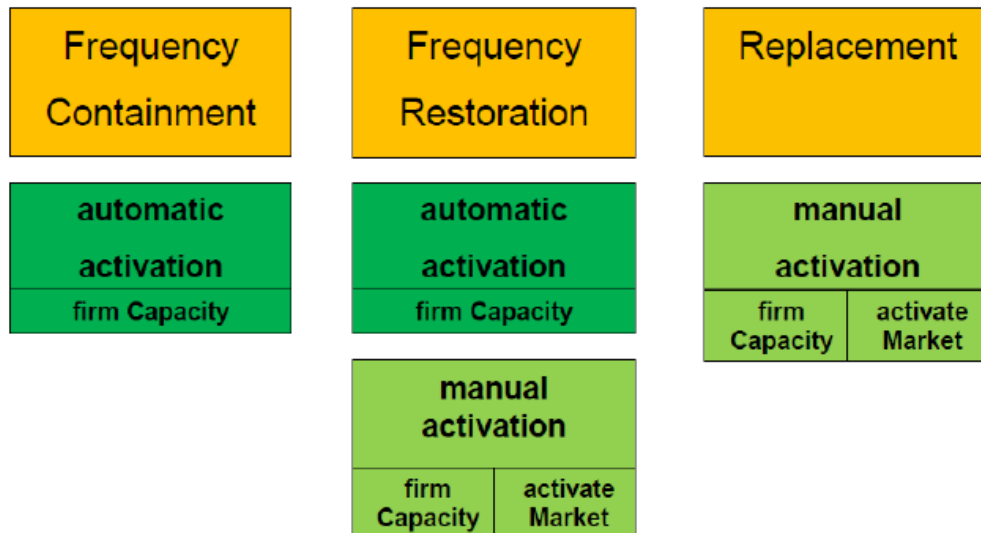 Frequency
Containment
automatic
activation
firm Capacity
Frequency
Restoration
automatic
activation
firm Capacity
manual
activation
firm
Capacity
activate
Market
Replacement
manual
activation
firm
Capacity
activate
Market